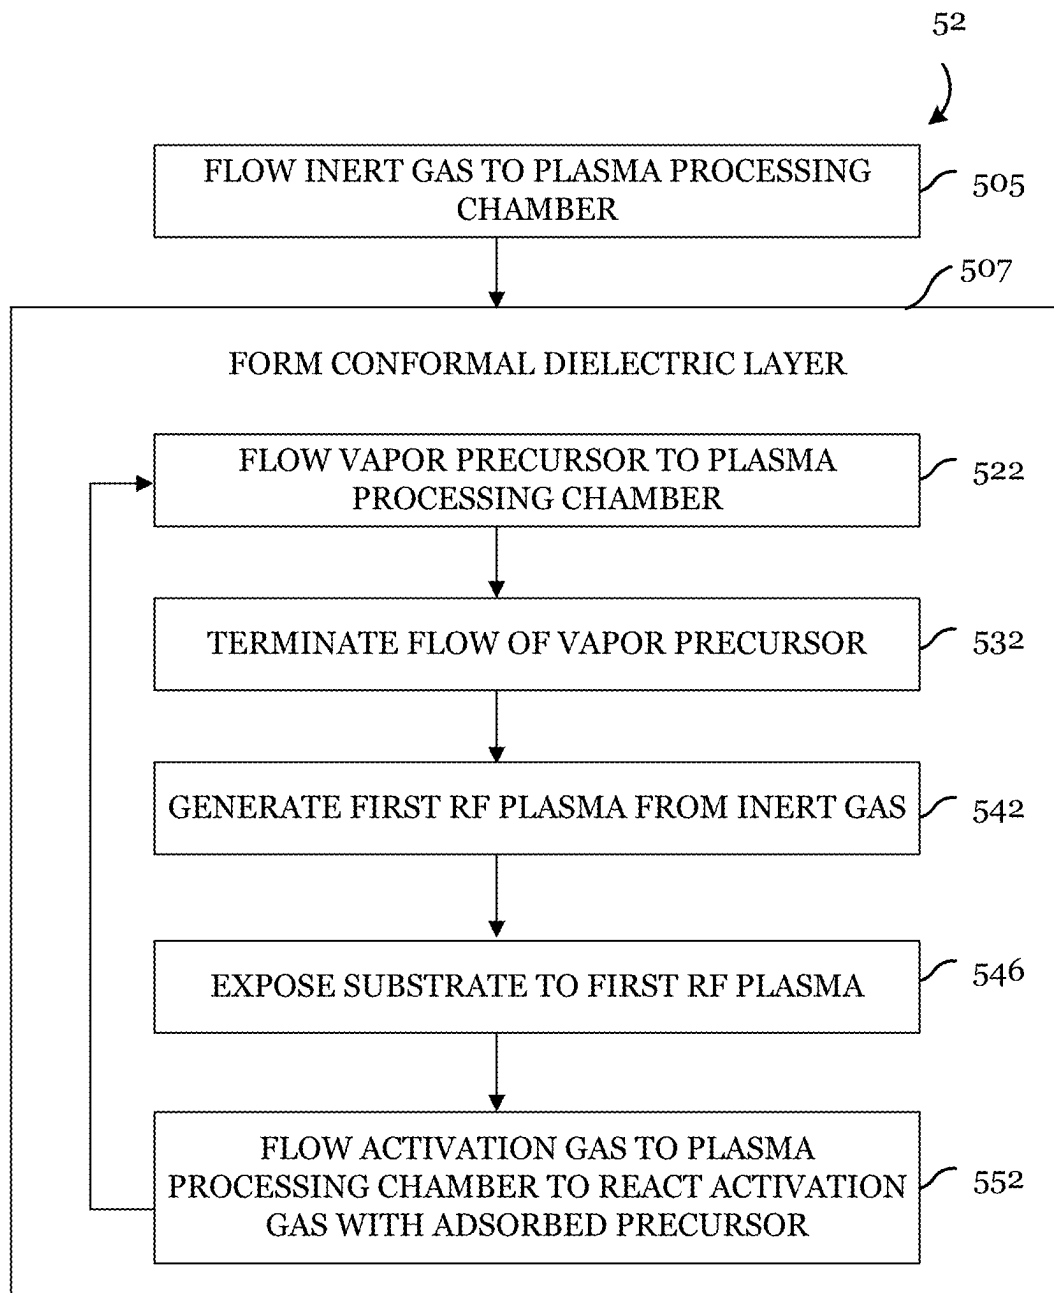 52
FLOW INERT GAS TO PLASMA PROCESSING
CHAMBER
505
507
FORM CONFORMAL DIELECTRIC LAYER
FLOW VAPOR PRECURSOR TO PLASMA
PROCESSING CHAMBER
522
TERMINATE FLOW OF VAPOR PRECURSOR
532
GENERATE FIRST RF PLASMA FROM INERT GAS
542
EXPOSE SUBSTRATE TO FIRST RF PLASMA
546
FLOW ACTIVATION GAS TO PLASMA
PROCESSING CHAMBER TO REACT ACTIVATION
GAS WITH ADSORBED PRECURSOR
552